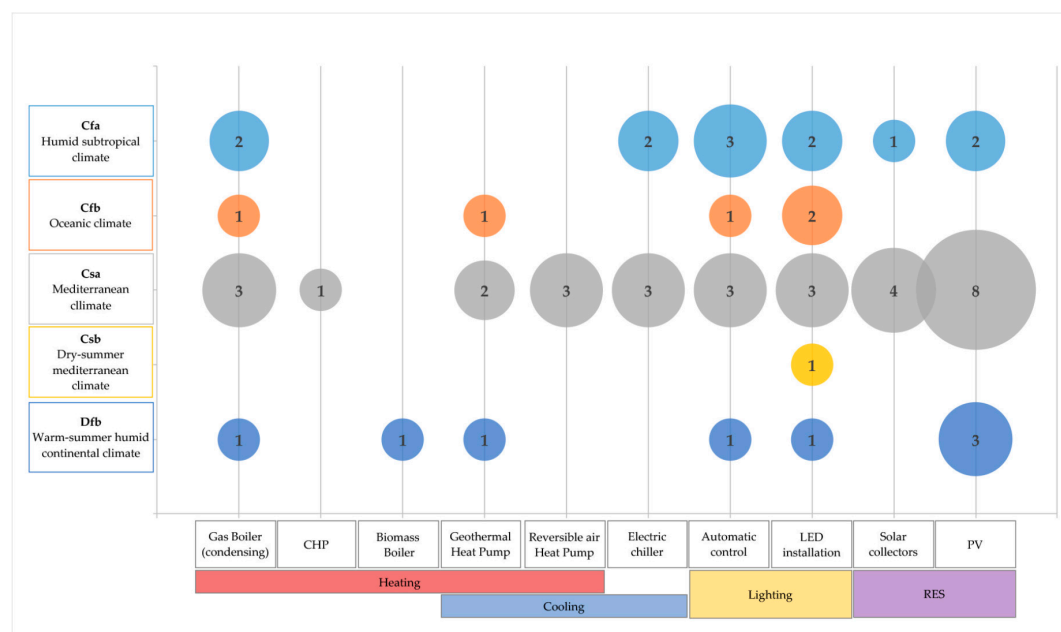 Cfa
Humid subtropical
climate
2
2
3
2
1
2
Cfb
Oceanic climate
1
1
1
2
Csa
Mediterranean
cllimate
3
1
2
3
3
3
3
4
8
Csb
Dry-summer
mediterranean
climate
1
Dfb
Warm-summer humid
continental climate
1
1
1
1
1
3
Gas Boiler
(condensing)
CHP
Biomass
Boiler
Geothermal
Heat Pump
Reversible air
Heat Pump
Electric
chiller
Automatic
control
LED
installation
Solar
collectors
PV
Heating
Cooling
Lighting
RES